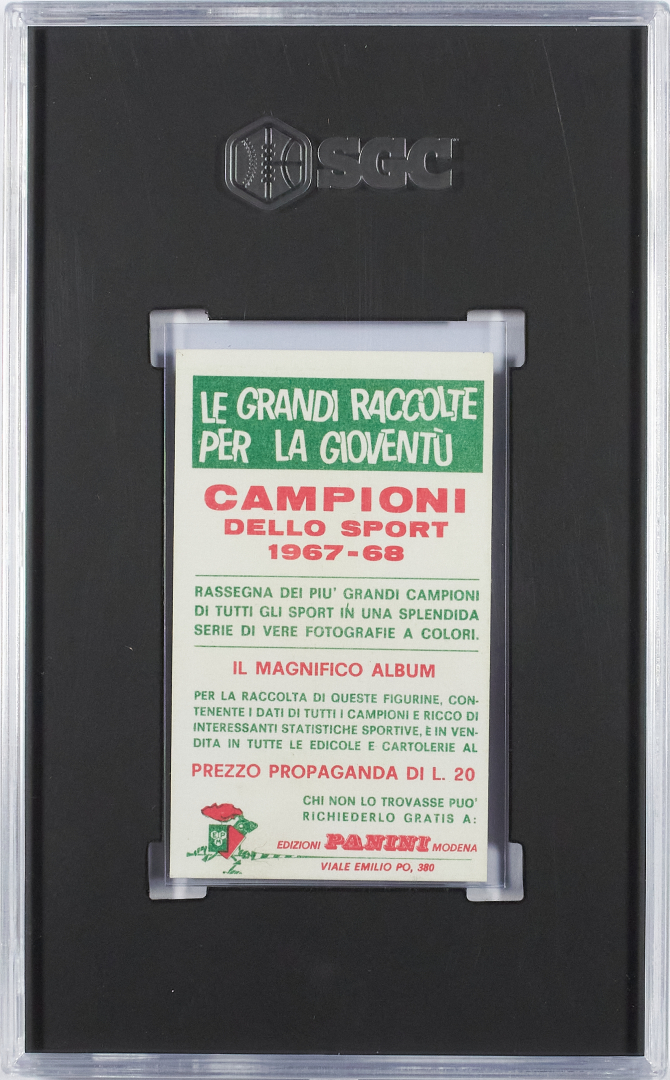 SGC
LE GRANDI RACCOLTE
PER LA GIOVENTÙ
CAMPIONI
DELLO SPORT
1967-68
RASSEGNA DEI PIU' GRANDI CAMPIONI
DI TUTTI GLI SPORT IN UNA SPLENDIDA
SERIE DI VERE FOTOGRAFIE A COLORI.
IL MAGNIFICO ALBUM
PER LA RACCOLTA DI QUESTE FIGURINE, CON-
TENENTE I DATI DI TUTTI I CAMPIONI E RICCO DI
INTERESSANTI STATISTICHE SPORTIVE, È IN VEN-
DITA IN TUTTE LE EDICOLE E CARTOLERIE AL
PREZZO PROPAGANDA DI L. 20
CHI NON LO TROVASSE PUO'
RICHIEDERLO GRATIS A:
EDIZIONI PANINI MODENA
VIALE EMILIO PO, 380